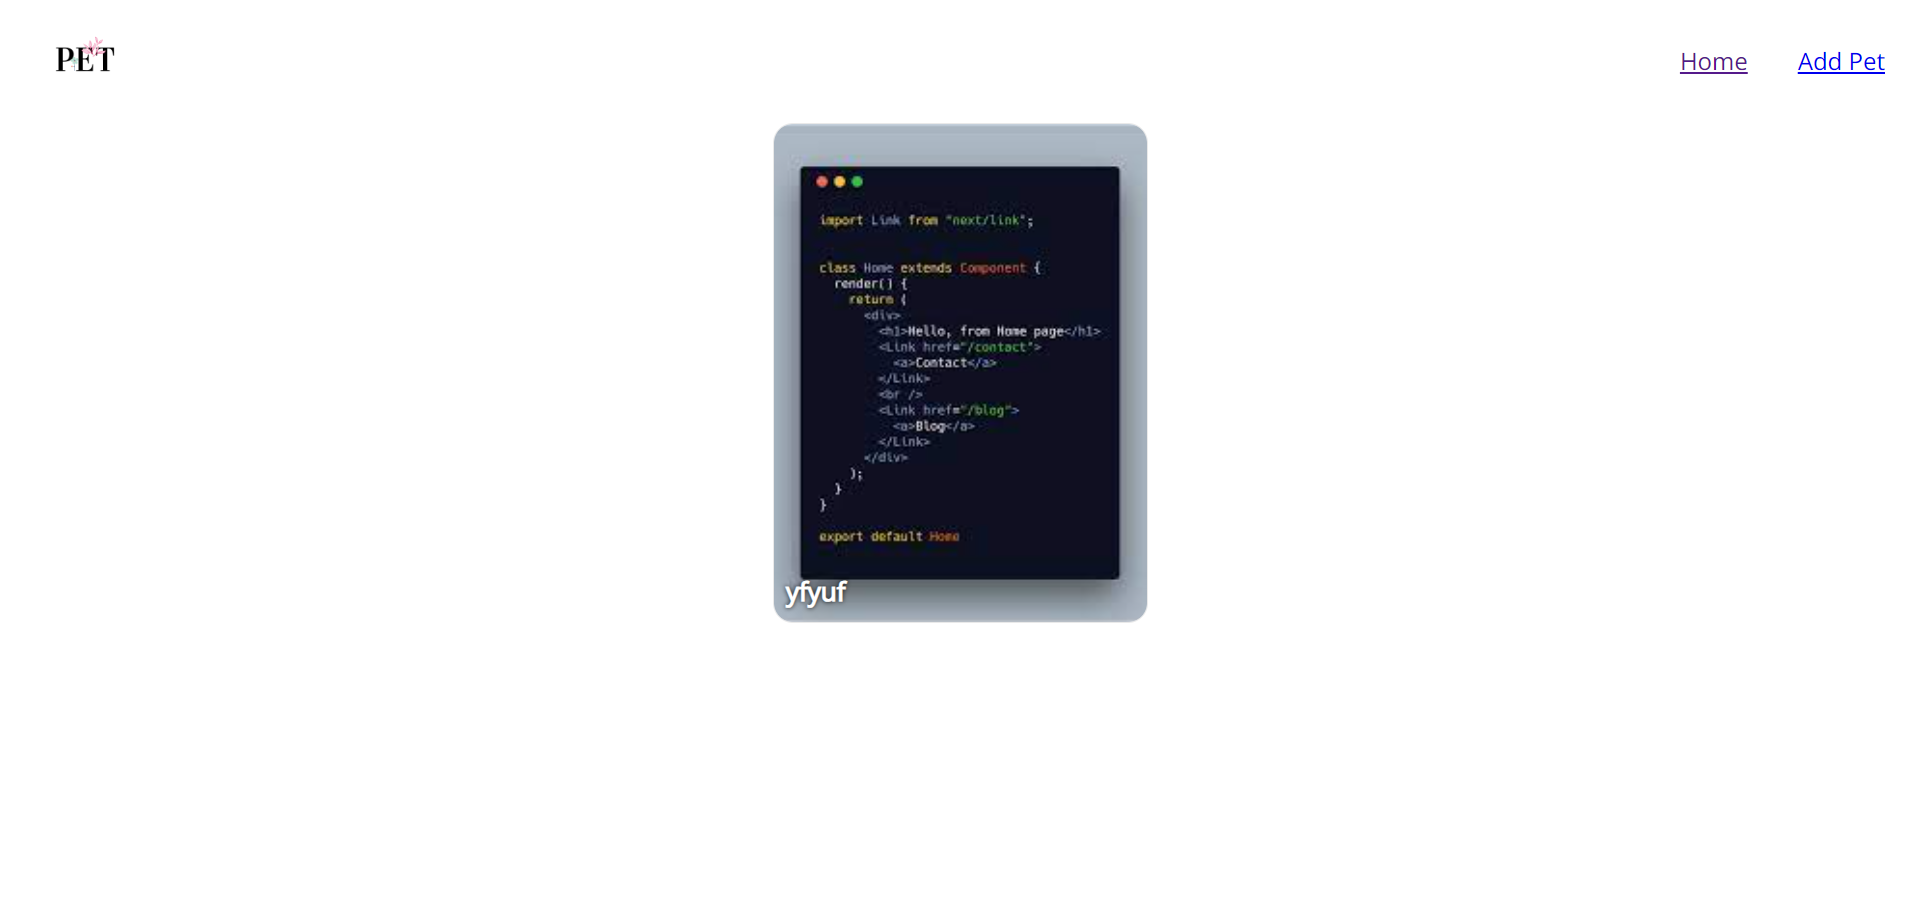 PET
Home Add Pet
import Link from "next/link";
class Home extends Component {
render() {
return (
<div>
<h1>Hello, from Home page</h1>
<Link href="/contact">
<a>Contact</a>
</Link>
<br />
<Link href="/blog">
<a>Blog</a>
</Link>
</div>
);
}
}
export default Home
yfyuf